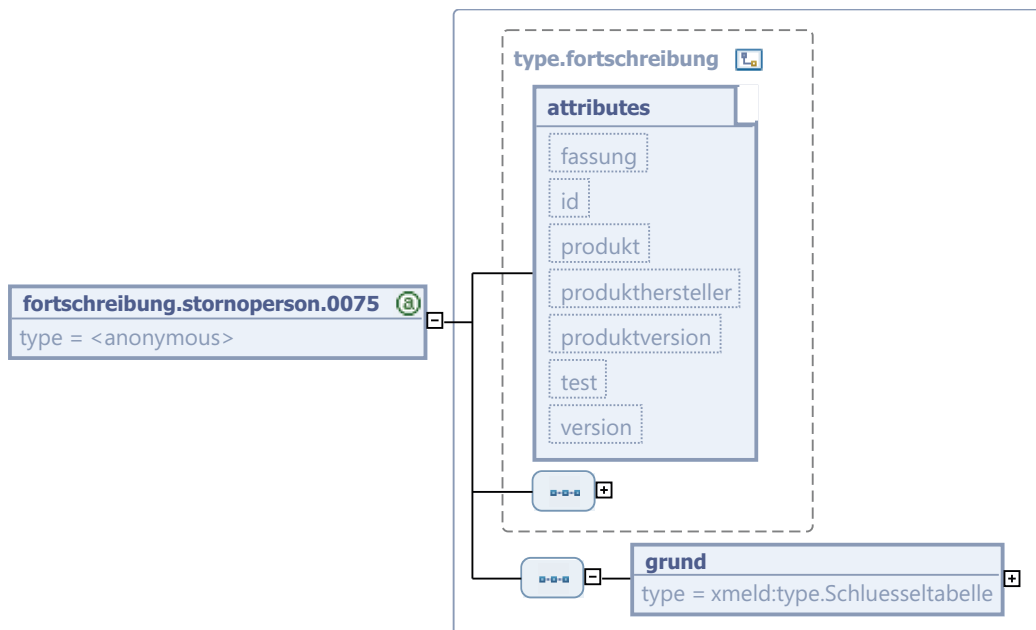 type.fortschreibung
attributes
fassung
id
produkt
produkthersteller
produktversion
test
version
fortschreibung.stornoperson.0075 @
type = <anonymous>
grund
type = xmeld:type.Schluesseltabelle